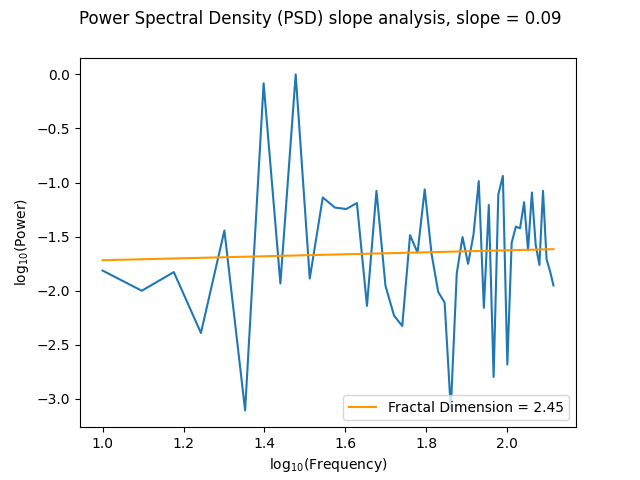 Power Spectral Density (PSD) slope analysis, slope = 0.09
0.0
−0.5
−1.0
−1.5
−2.0
−2.5
−3.0
log₁₀(Power)
Fractal Dimension = 2.45
1.0 1.2 1.4 1.6 1.8 2.0
log₁₀(Frequency)